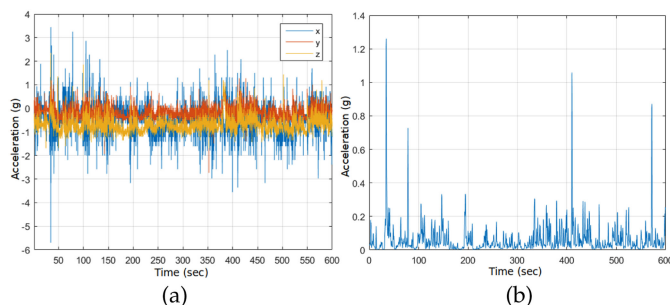 x
y
z
Acceleration (g)
4
3
2
1
0
-1
-2
-3
-4
-5
-6
50 100 150 200 250 300 350 400 450 500 550 600
Time (sec)
(a)
Acceleration (g)
1.4
1.2
1.0
0.8
0.6
0.4
0.2
0
0 100 200 300 400 500 600
Time (sec)
(b)